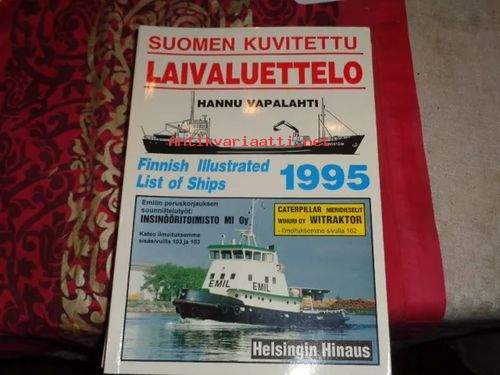 SUOMEN KUVITETTU
LAIVALUETTELO
HANNU VAPALAHTI
Antikvariaatti.net
Finnish Illustrated
List of Ships
1995
Emilin peruskorjauksen
suunnittelutyöt:
INSINÖÖRITOIMISTO MI Oy
Katso ilmoituksemme
sisäsivuilla 103 ja 183
CATERPILLAR MERIDIESELIT
WIHURI OY WITRAKTOR
- ilmoituksemme sivulla 162
EMIL
EMIL
Helsingin Hinaus